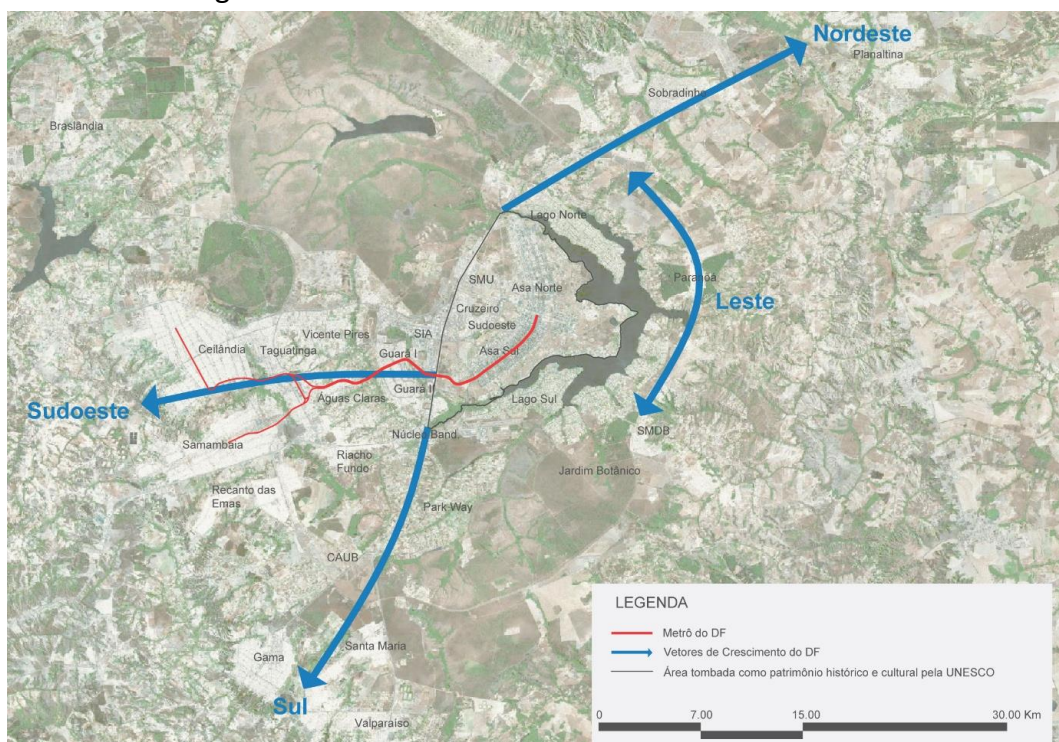 Nordeste
Planaltina
Sobradinho
Braslândia
Lago Norte
SMU
Asa Norte
Paranoá
Leste
Cruzeiro
Sudoeste
Vicente Pires
SIA
Ceilândia
Taguatinga
Guará I
Asa Sul
Guará II
Águas Claras
Lago Sul
Sudoeste
Núcleo Band.
SMDB
Samambaia
Riacho
Fundo
Jardim Botânico
Recanto das
Emas
Park Way
CAUB
Santa Maria
Gama
Sul
Valparaiso
LEGENDA
Metrô do DF
Vetores de Crescimento do DF
Área tombada como patrimônio histórico e cultural pela UNESCO
0 7.00 15.00 30.00 Km